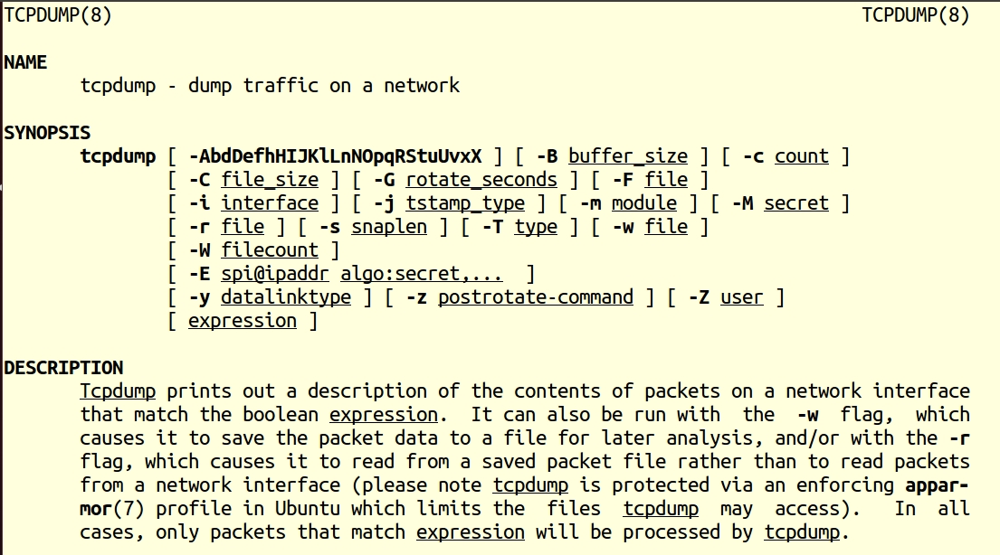 TCPDUMP(8) TCPDUMP(8)
NAME
tcpdump - dump traffic on a network
SYNOPSIS
tcpdump [ -AbdDefhHIJKlLnNOpqRStuUvxX ] [ -B buffer_size ] [ -c count ]
[ -C file_size ] [ -G rotate_seconds ] [ -F file ]
[ -i interface ] [ -j tstamp_type ] [ -m module ] [ -M secret ]
[ -r file ] [ -s snaplen ] [ -T type ] [ -w file ]
[ -W filecount ]
[ -E spi@ipaddr algo:secret,... ]
[ -y datalinktype ] [ -z postrotate-command ] [ -Z user ]
[ expression ]
DESCRIPTION
Tcpdump prints out a description of the contents of packets on a network interface
that match the boolean expression. It can also be run with the -w flag, which
causes it to save the packet data to a file for later analysis, and/or with the -r
flag, which causes it to read from a saved packet file rather than to read packets
from a network interface (please note tcpdump is protected via an enforcing appar-
mor(7) profile in Ubuntu which limits the files tcpdump may access). In all
cases, only packets that match expression will be processed by tcpdump.